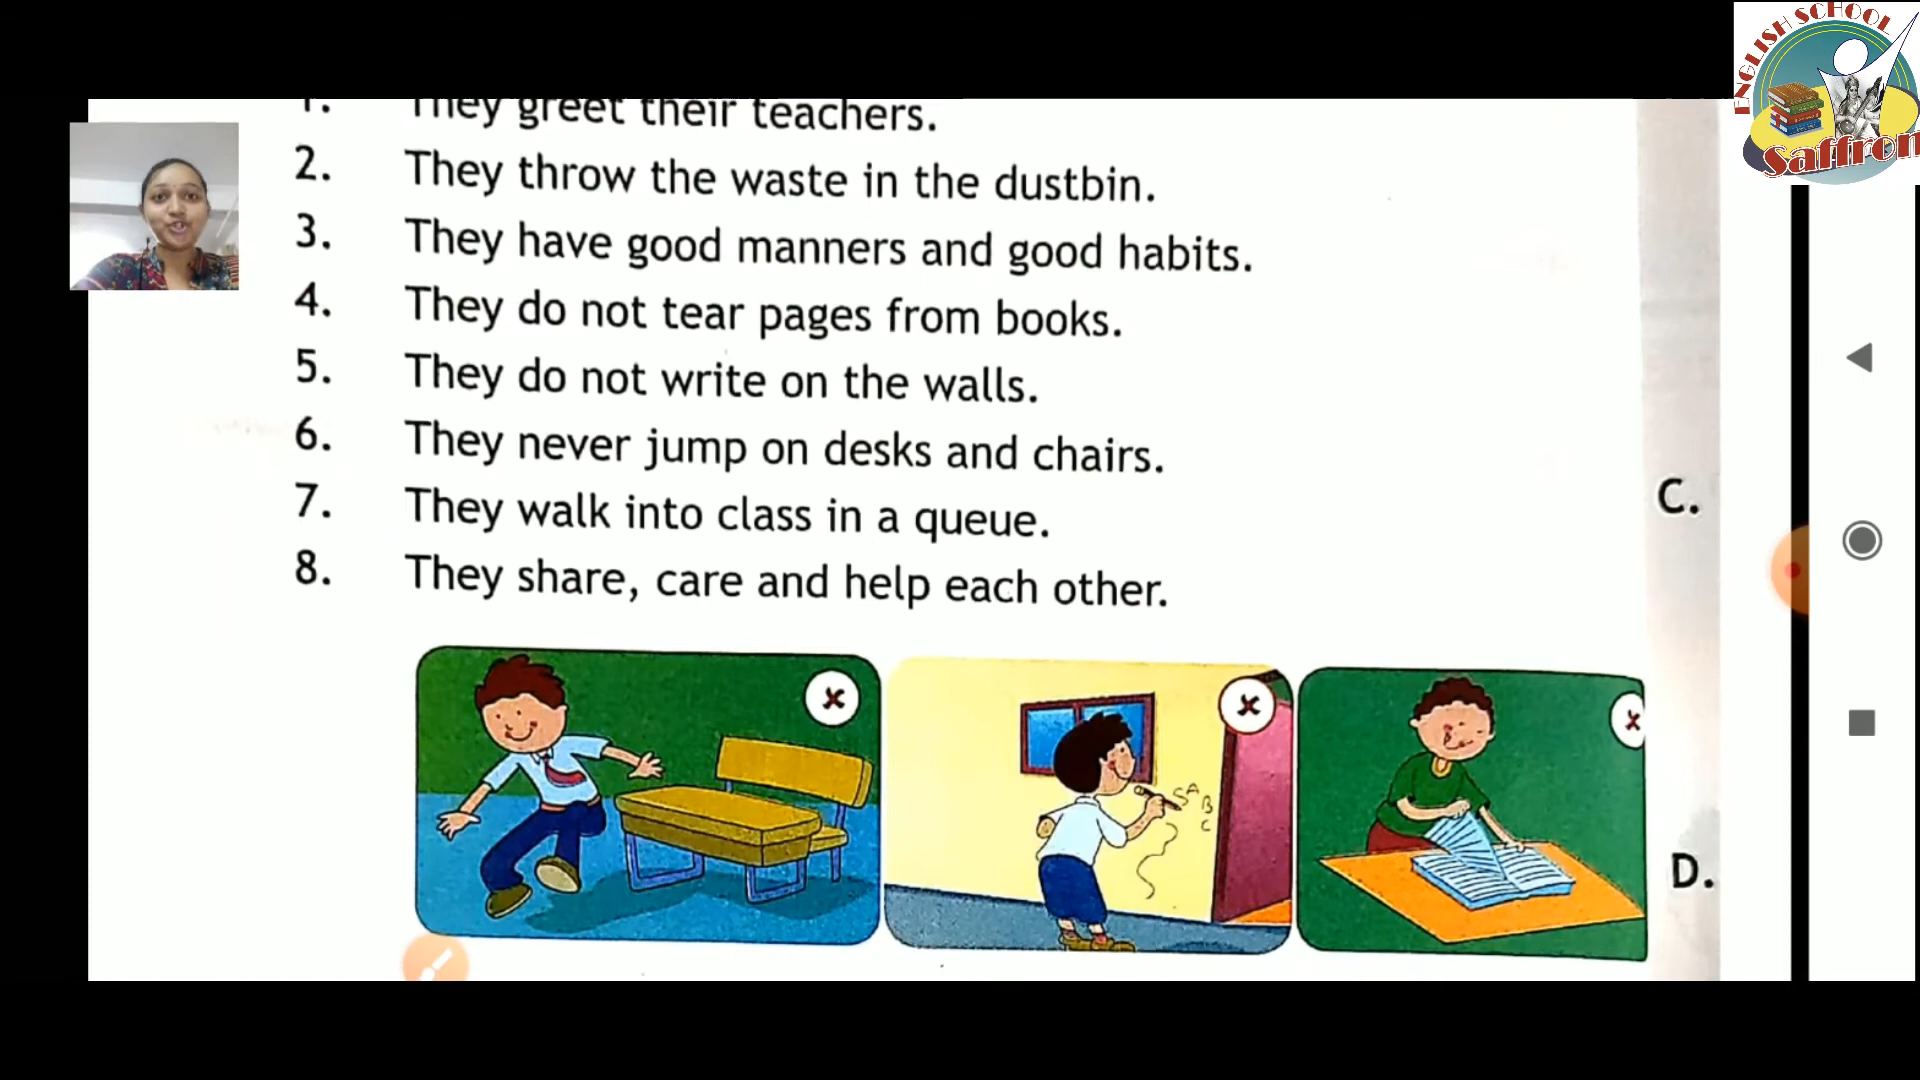 ENGLISH SCHOOL
Saffron
1. They greet their teachers.
2. They throw the waste in the dustbin.
3. They have good manners and good habits.
4. They do not tear pages from books.
5. They do not write on the walls.
6. They never jump on desks and chairs.
7. They walk into class in a queue.
8. They share, care and help each other.
C.
D.
A
B
C